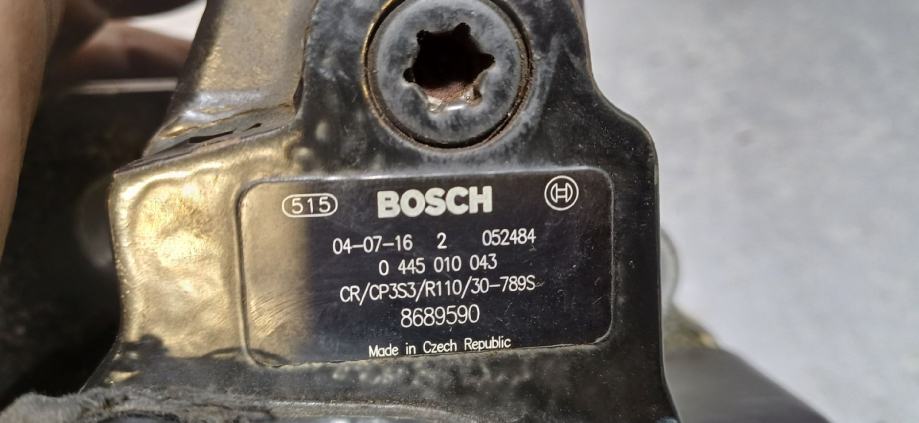 515 BOSCH
04-07-16 2 052484
0 445 010 043
CR/CP3S3/R110/30-789S
8689590
Made in Czech Republic